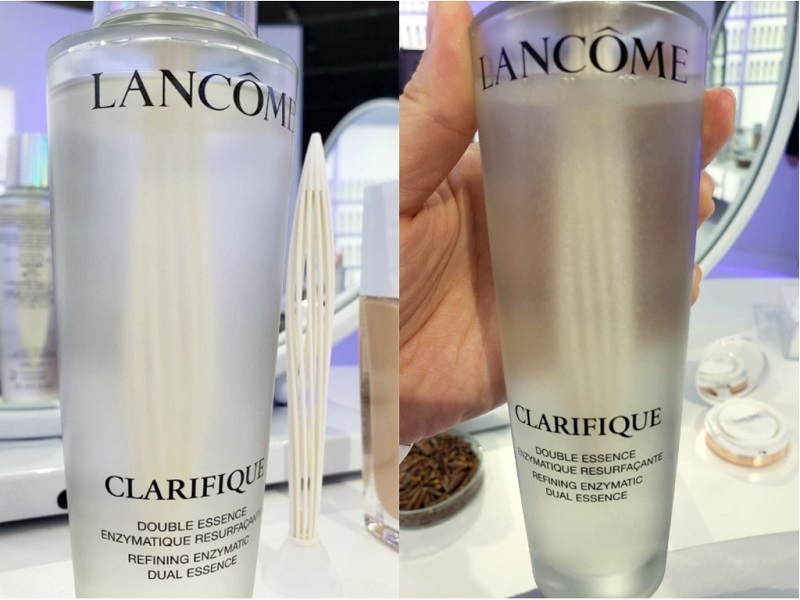 LANCÔME
CLARIFIQUE
DOUBLE ESSENCE
ENZYMATIQUE RESURFAÇANTE
REFINING ENZYMATIC
DUAL ESSENCE
LANCÔME
CLARIFIQUE
DOUBLE ESSENCE
ENZYMATIQUE RESURFAÇANTE
REFINING ENZYMATIC
DUAL ESSENCE